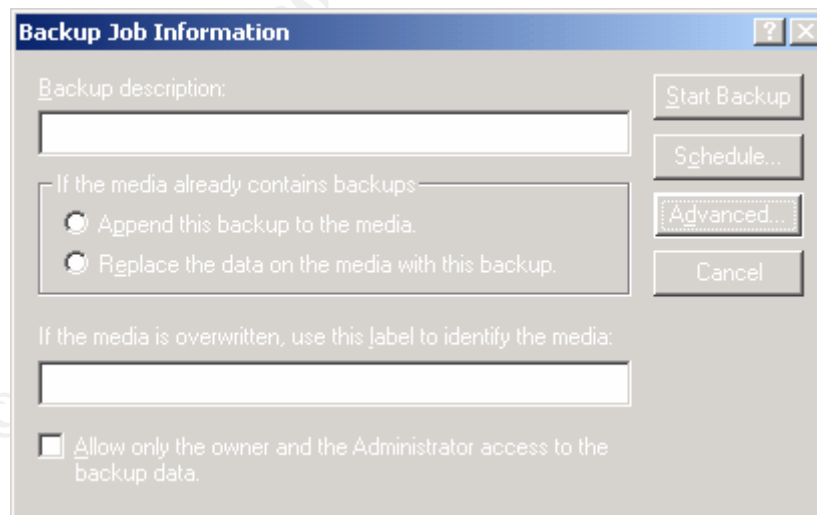 Backup Job Information
Backup description:
Start Backup
Schedule...
If the media already contains backups
Append this backup to the media.
Advanced...
Replace the data on the media with this backup.
Cancel
If the media is overwritten, use this label to identify the media:
Allow only the owner and the Administrator access to the
backup data.